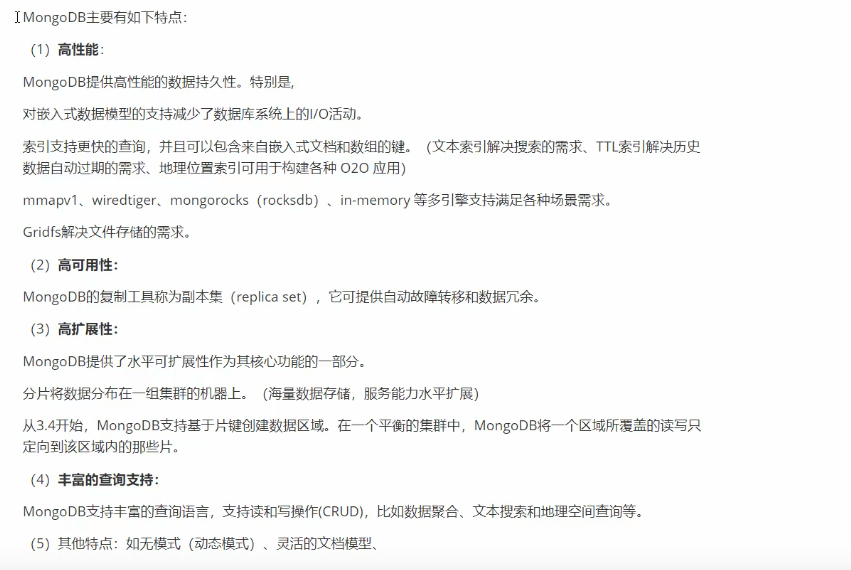 MongoDB主要有如下特点：
（1）高性能：
MongoDB提供高性能的数据持久性。特别是,
对嵌入式数据模型的支持减少了数据库系统上的I/O活动。
索引支持更快的查询，并且可以包含来自嵌入式文档和数组的键。（文本索引解决搜索的需求、TTL索引解决历史
数据自动过期的需求、地理位置索引可用于构建各种 O2O 应用）
mmapv1、wiredtiger、mongorocks（rocksdb）、in-memory 等多引擎支持满足各种场景需求。
Gridfs解决文件存储的需求。
（2）高可用性：
MongoDB的复制工具称为副本集（replica set），它可提供自动故障转移和数据冗余。
（3）高扩展性：
MongoDB提供了水平可扩展性作为其核心功能的一部分。
分片将数据分布在一组集群的机器上。（海量数据存储，服务能力水平扩展）
从3.4开始，MongoDB支持基于片键创建数据区域。在一个平衡的集群中，MongoDB将一个区域所覆盖的读写只
定向到该区域内的那些片。
（4）丰富的查询支持：
MongoDB支持丰富的查询语言，支持读和写操作(CRUD)，比如数据聚合、文本搜索和地理空间查询等。
（5）其他特点：如无模式（动态模式）、灵活的文档模型、